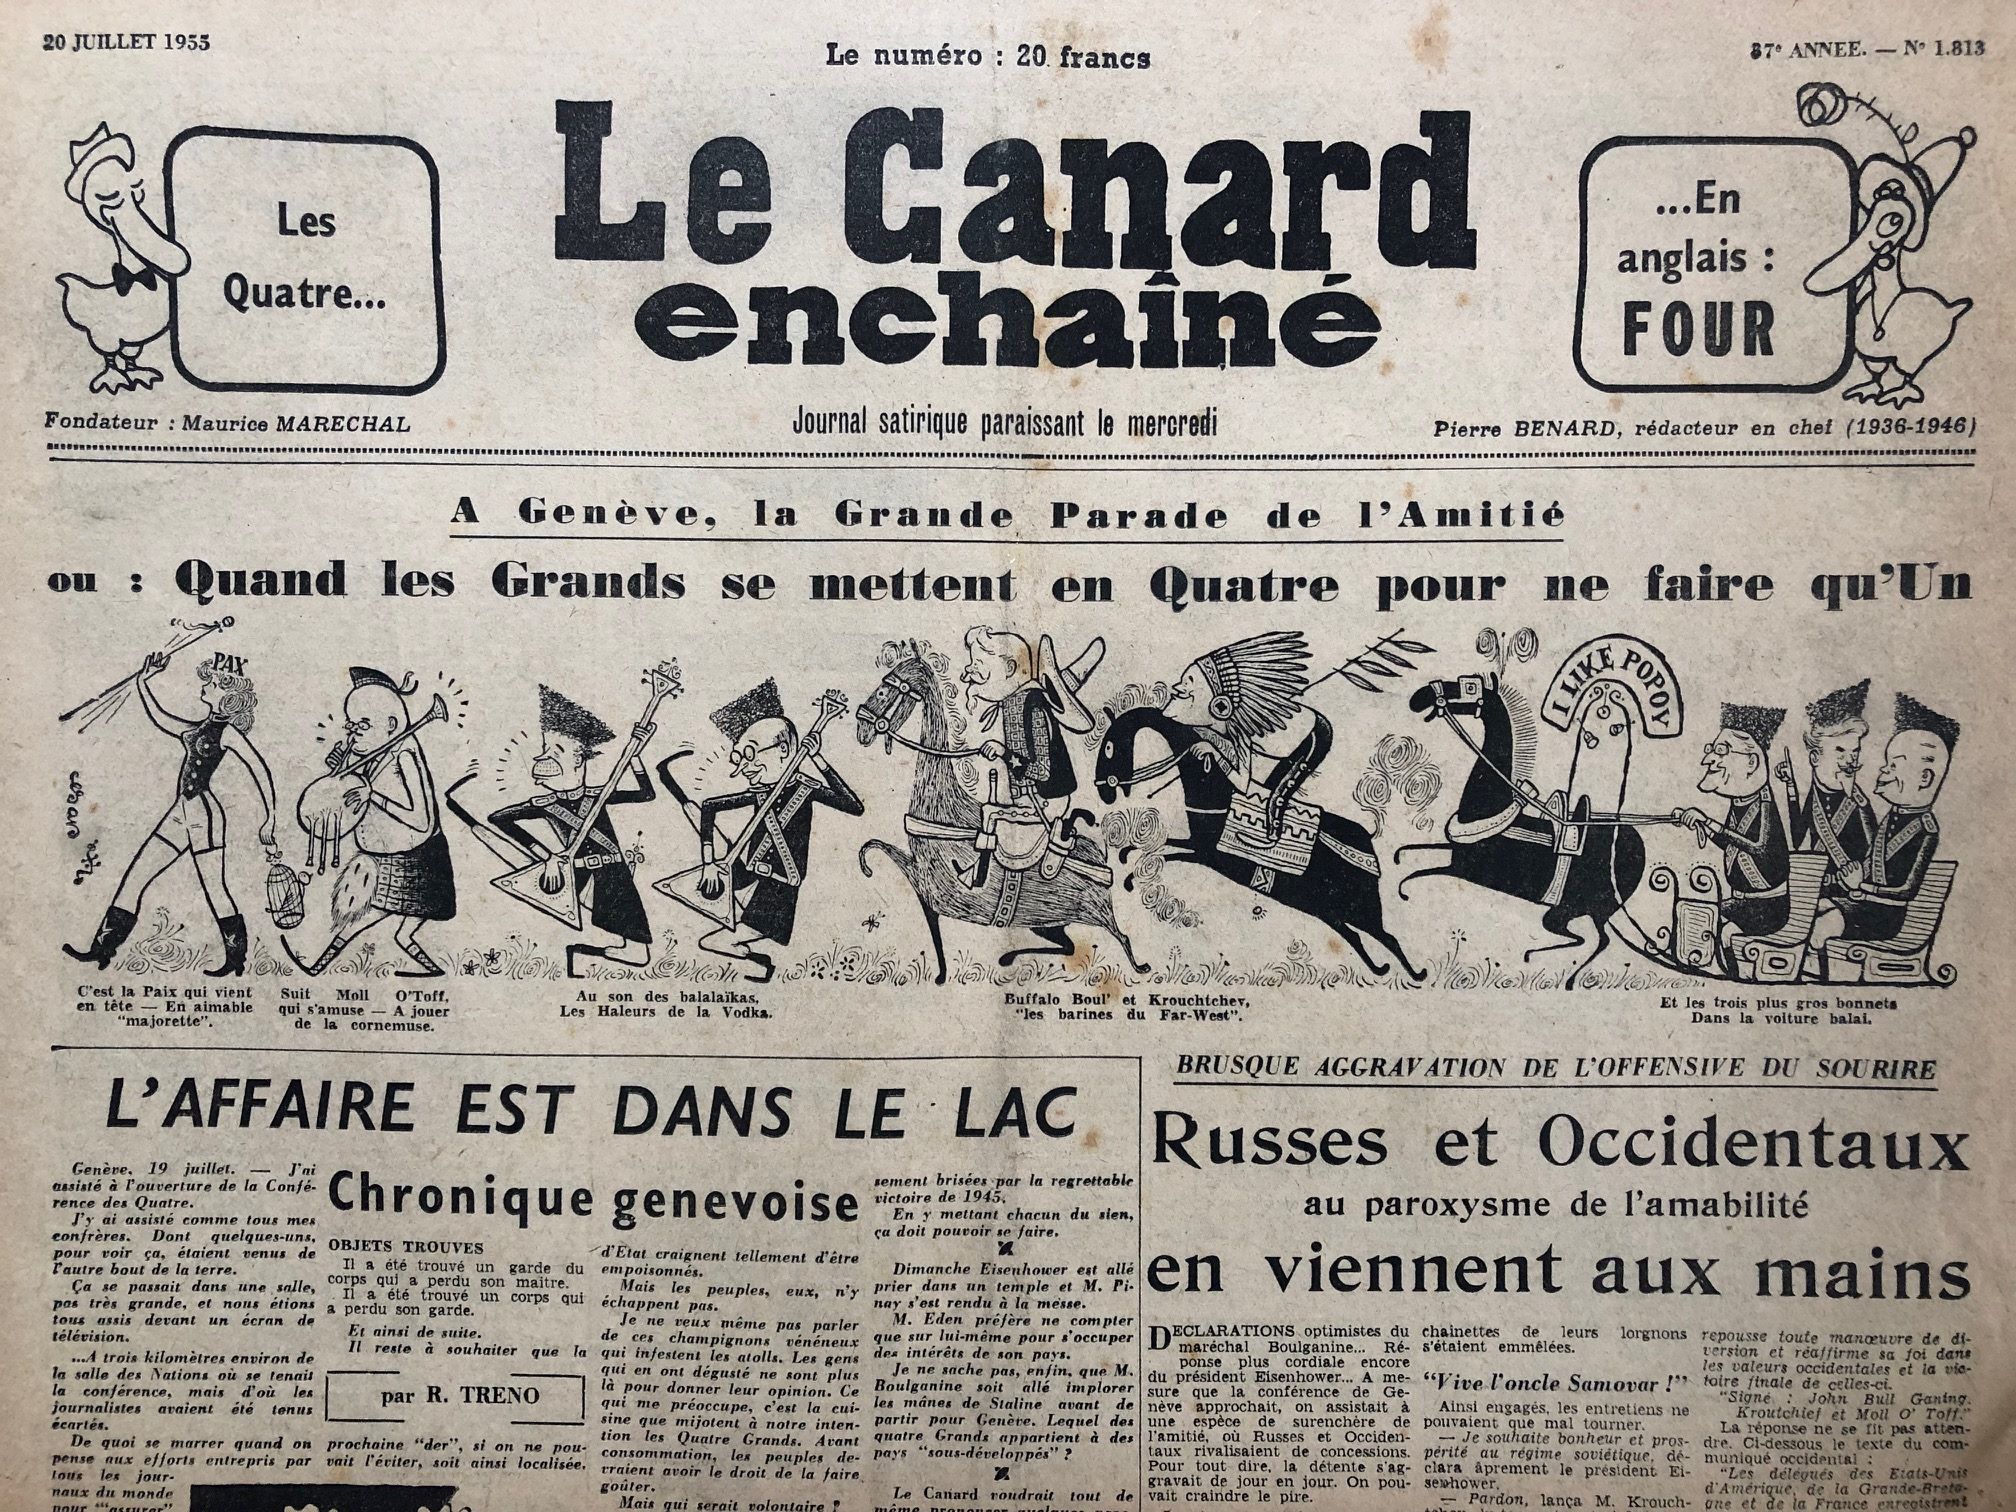 20 JUILLET 1955
Le numéro : 20 francs
37e ANNEE. — N° 1.813
Les
Quatre...
Le Canard
enchaîné
...En
anglais :
FOUR
Fondateur : Maurice MARECHAL
Journal satirique paraissant le mercredi
Pierre BENARD, rédacteur en chef (1936-1946)
A Genève, la Grande Parade de l'Amitié
ou : Quand les Grands se mettent en Quatre pour ne faire qu'Un
PAX
I LIKE POPOV
C'est la Paix qui vient
en tête — En aimable
"majorette".
Suit Moll O'Toff,
qui s'amuse — A jouer
de la cornemuse.
Au son des balalaïkas,
Les Haleurs de la Vodka.
Buffalo Boul' et Krouchtchev,
"les barines du Far-West".
Et les trois plus gros bonnets
Dans la voiture balai.
L'AFFAIRE EST DANS LE LAC
Genève, 19 juillet. — J'ai
assisté à l'ouverture de la Confé-
rence des Quatre.
J'y ai assisté comme tous mes
confrères. Dont quelques-uns,
pour voir ça, étaient venus de
l'autre bout de la terre.
Ça se passait dans une salle,
pas très grande, et nous étions
tous assis devant un écran de
télévision.
...A trois kilomètres environ de
la salle des Nations où se tenait
la conférence, mais d'où les
journalistes avaient été tenus
écartés.
De quoi se marrer quand on
pense aux efforts entrepris par
tous les jour-
naux du monde
pour "assurer"
Chronique genevoise
OBJETS TROUVES
Il a été trouvé un garde du
corps qui a perdu son maître.
Il a été trouvé un corps qui
a perdu son garde.
Et ainsi de suite.
Il reste à souhaiter que la
par R. TRENO
prochaine "der", si on ne pou-
vait l'éviter, soit ainsi localisée.
d'Etat craignent tellement d'être
empoisonnés.
Mais les peuples, eux, n'y
échappent pas.
Je ne veux même pas parler
de ces champignons vénéneux
qui infestent les atolls. Les gens
qui en ont dégusté ne sont plus
là pour donner leur opinion. Ce
qui me préoccupe, c'est la cui-
sine que mijotent à notre inten-
tion les Quatre Grands. Avant
consommation, les peuples de-
vraient avoir le droit de la faire
goûter.
Mais qui serait volontaire ?
sement brisées par la regrettable
victoire de 1945.
En y mettant chacun du sien,
ça doit pouvoir se faire.
Dimanche Eisenhower est allé
prier dans un temple et M. Pi-
nay s'est rendu à la messe.
M. Eden préfère ne compter
que sur lui-même pour s'occuper
des intérêts de son pays.
Je ne sache pas, enfin, que M.
Boulganine soit allé implorer
les mânes de Staline avant de
partir pour Genève. Lequel des
quatre Grands appartient à des
pays "sous-développés" ?
Le Canard voudrait tout de
même prononcer quelques
BRUSQUE AGGRAVATION DE L'OFFENSIVE DU SOURIRE
Russes et Occidentaux
au paroxysme de l'amabilité
en viennent aux mains
DECLARATIONS optimistes du
maréchal Boulganine... Ré-
ponse plus cordiale encore
du président Eisenhower... A me-
sure que la conférence de Ge-
nève approchait, on assistait à
une espèce de surenchère de
l'amitié, où Russes et Occiden-
taux rivalisaient de concessions.
Pour tout dire, la détente s'ag-
gravait de jour en jour. On pou-
vait craindre le pire.
chaînettes de leurs lorgnons
s'étaient emmêlées.
"Vive l'oncle Samovar !"
Ainsi engagés, les entretiens ne
pouvaient que mal tourner.
— Je souhaite bonheur et pros-
périté au régime soviétique, dé-
clara âprement le président Ei-
senhower.
— Pardon, lança M. Krouch-
repousse toute manœuvre de di-
version et réaffirme sa foi dans
les valeurs occidentales et la vic-
toire finale de celles-ci.
"Signé : John Bull Ganing,
Kroutchief et Moll O' Toff."
La réponse ne se fit pas atten-
dre. Ci-dessous le texte du com-
muniqué occidental :
"Les délégués des Etats-Unis
d'Amérique, de la Grande-Breta-
gne et de la France enregistrent